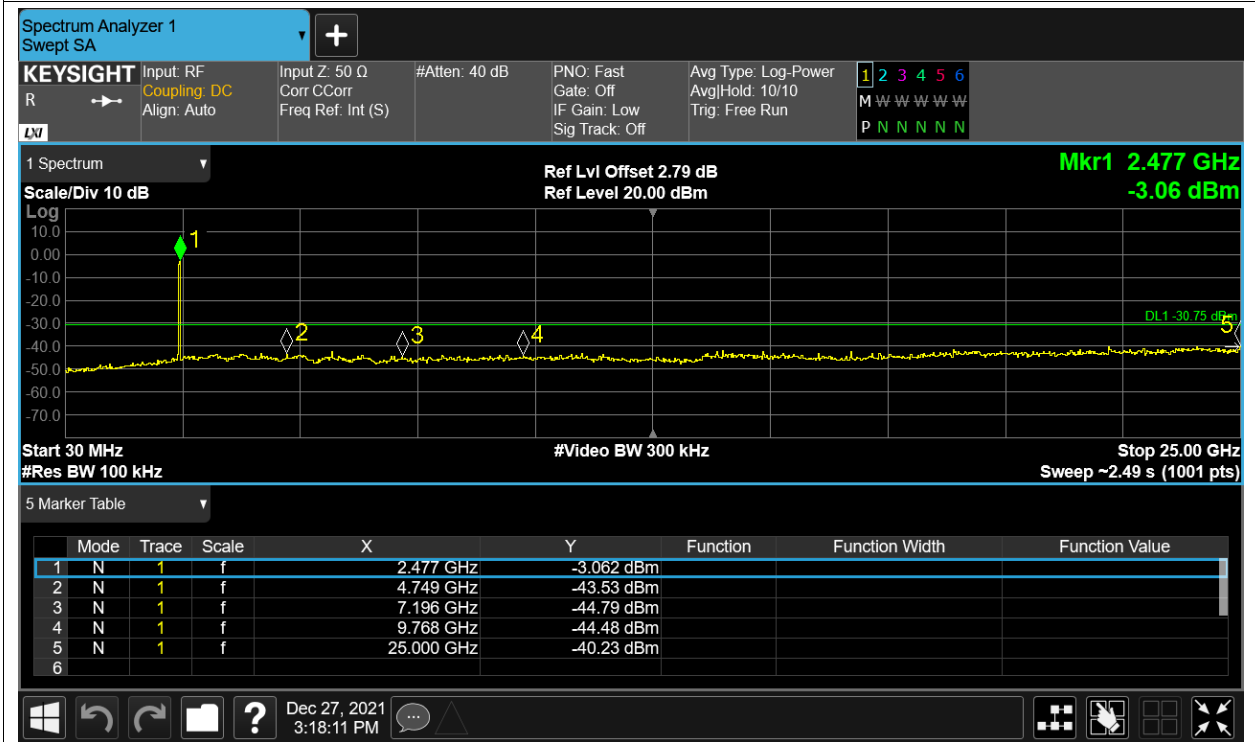 Spectrum Analyzer 1
Swept SA
+
KEYSIGHT
R
LXI
Input: RF
Coupling: DC
Align: Auto
Input Z: 50 Ω
Corr CCorr
Freq Ref: Int (S)
#Atten: 40 dB
PNO: Fast
Gate: Off
IF Gain: Low
Sig Track: Off
Avg Type: Log-Power
Avg|Hold: 10/10
Trig: Free Run
1 2 3 4 5 6
M W W W W W
P N N N N N
1 Spectrum
Scale/Div 10 dB
Ref Lvl Offset 2.79 dB
Ref Level 20.00 dBm
Mkr1 2.477 GHz
-3.06 dBm
Log
10.0
0.00
-10.0
-20.0
-30.0
-40.0
-50.0
-60.0
-70.0
1
2
3
4
5
DL1 -30.75 dBm
Start 30 MHz
#Res BW 100 kHz
#Video BW 300 kHz
Stop 25.00 GHz
Sweep ~2.49 s (1001 pts)
5 Marker Table
Mode Trace Scale X Y Function Function Width Function Value
1 N 1 f 2.477 GHz -3.062 dBm
2 N 1 f 4.749 GHz -43.53 dBm
3 N 1 f 7.196 GHz -44.79 dBm
4 N 1 f 9.768 GHz -44.48 dBm
5 N 1 f 25.000 GHz -40.23 dBm
6
?
Dec 27, 2021
3:18:11 PM